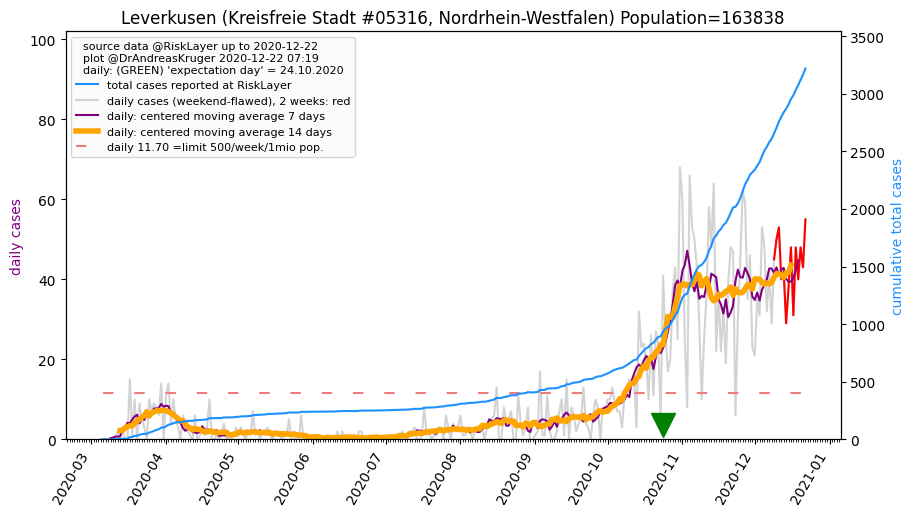 Leverkusen (Kreisfreie Stadt #05316, Nordrhein-Westfalen) Population=163838
source data @RiskLayer up to 2020-12-22
plot @DrAndreasKruger 2020-12-22 07:19
daily: (GREEN) 'expectation day' = 24.10.2020
total cases reported at RiskLayer
daily cases (weekend-flawed), 2 weeks: red
daily: centered moving average 7 days
daily: centered moving average 14 days
daily 11.70 =limit 500/week/1mio pop.
daily cases
100
80
60
40
20
0
cumulative total cases
3500
3000
2500
2000
1500
1000
500
0
2020-03
2020-04
2020-05
2020-06
2020-07
2020-08
2020-09
2020-10
2020-11
2020-12
2021-01